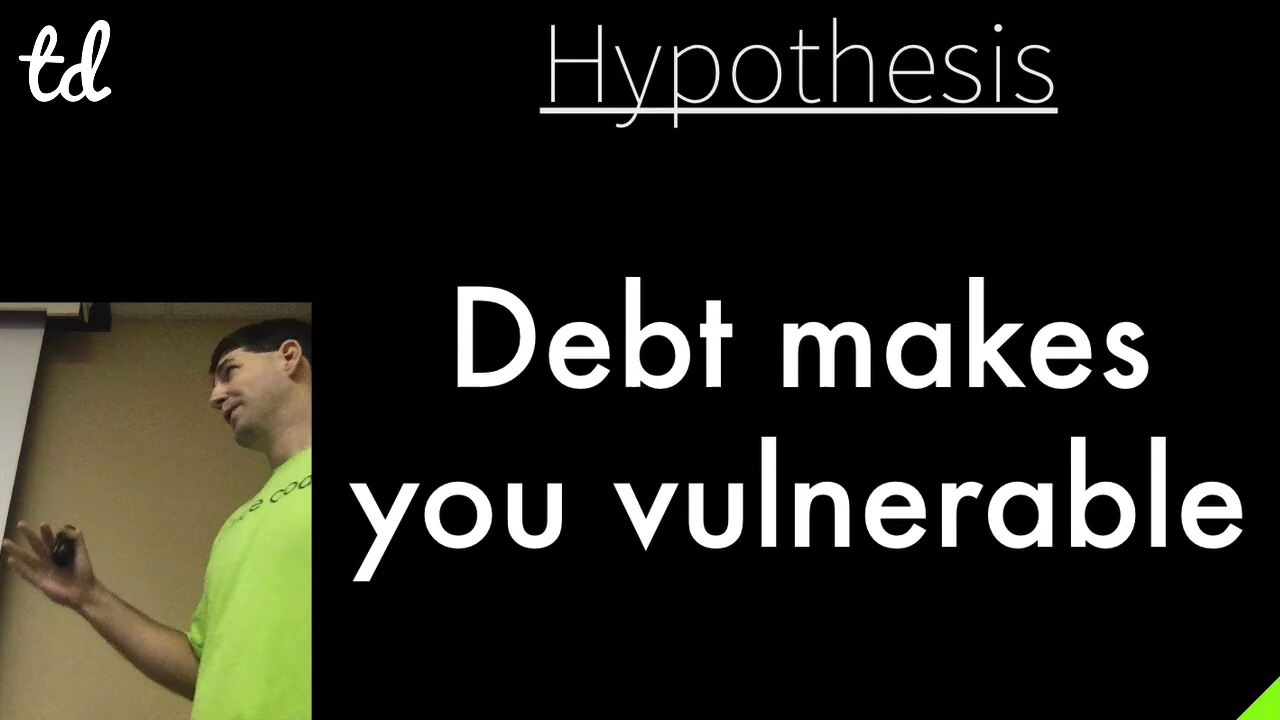 td
Hypothesis
Debt makes
you vulnerable